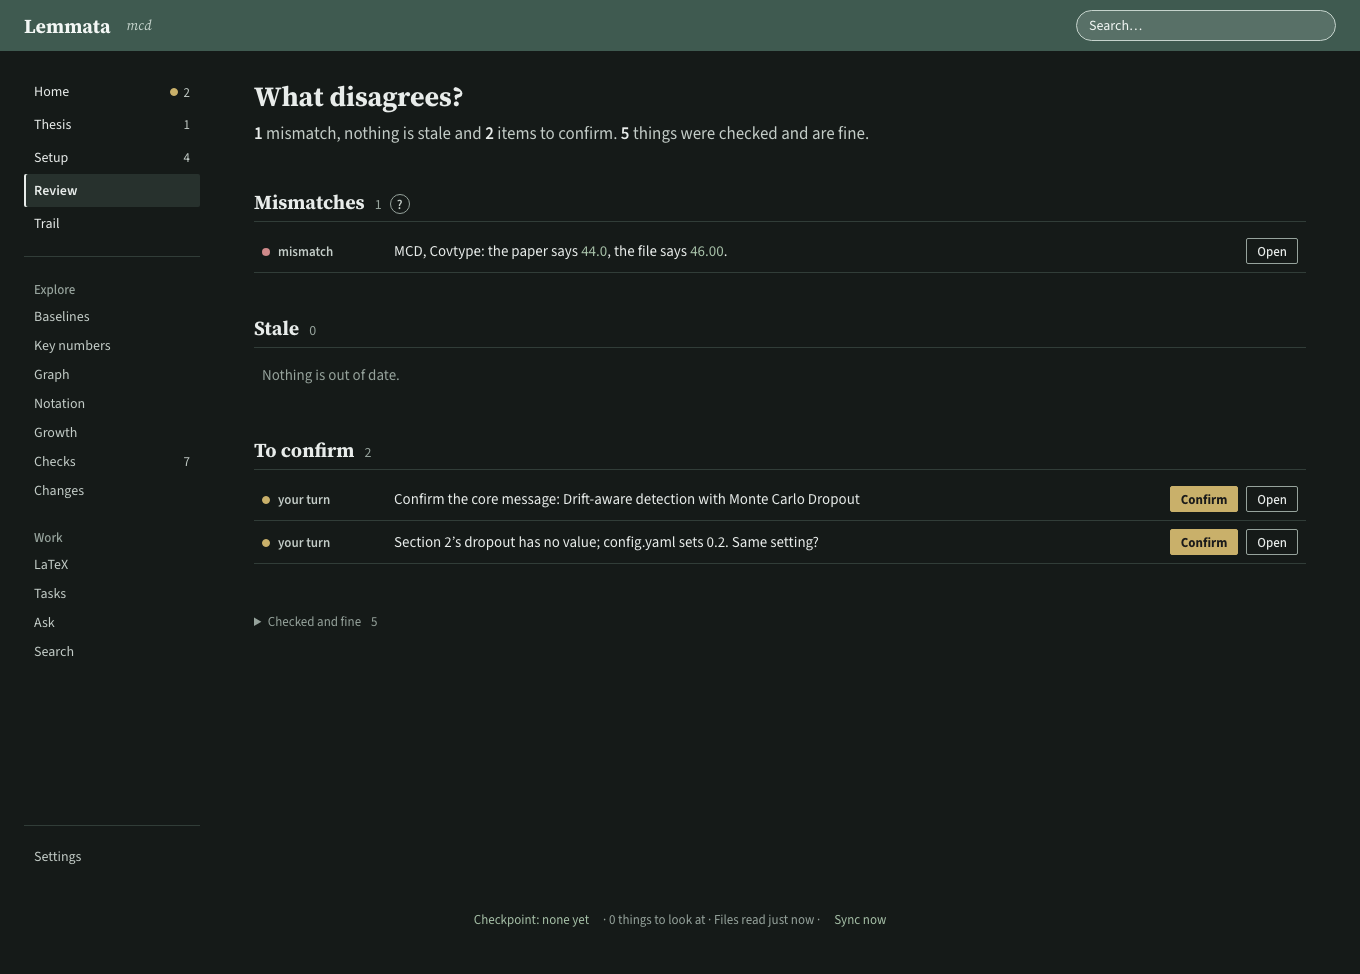 Lemmata mcd
Search…
Home 2
Thesis 1
Setup 4
Review
Trail
Explore
Baselines
Key numbers
Graph
Notation
Growth
Checks 7
Changes
Work
LaTeX
Tasks
Ask
Search
Settings
What disagrees?
1 mismatch, nothing is stale and 2 items to confirm. 5 things were checked and are fine.
Mismatches 1 ?
mismatch MCD, Covtype: the paper says 44.0, the file says 46.00. Open
Stale 0
Nothing is out of date.
To confirm 2
your turn Confirm the core message: Drift-aware detection with Monte Carlo Dropout Confirm Open
your turn Section 2’s dropout has no value; config.yaml sets 0.2. Same setting? Confirm Open
Checked and fine 5
Checkpoint: none yet · 0 things to look at · Files read just now · Sync now